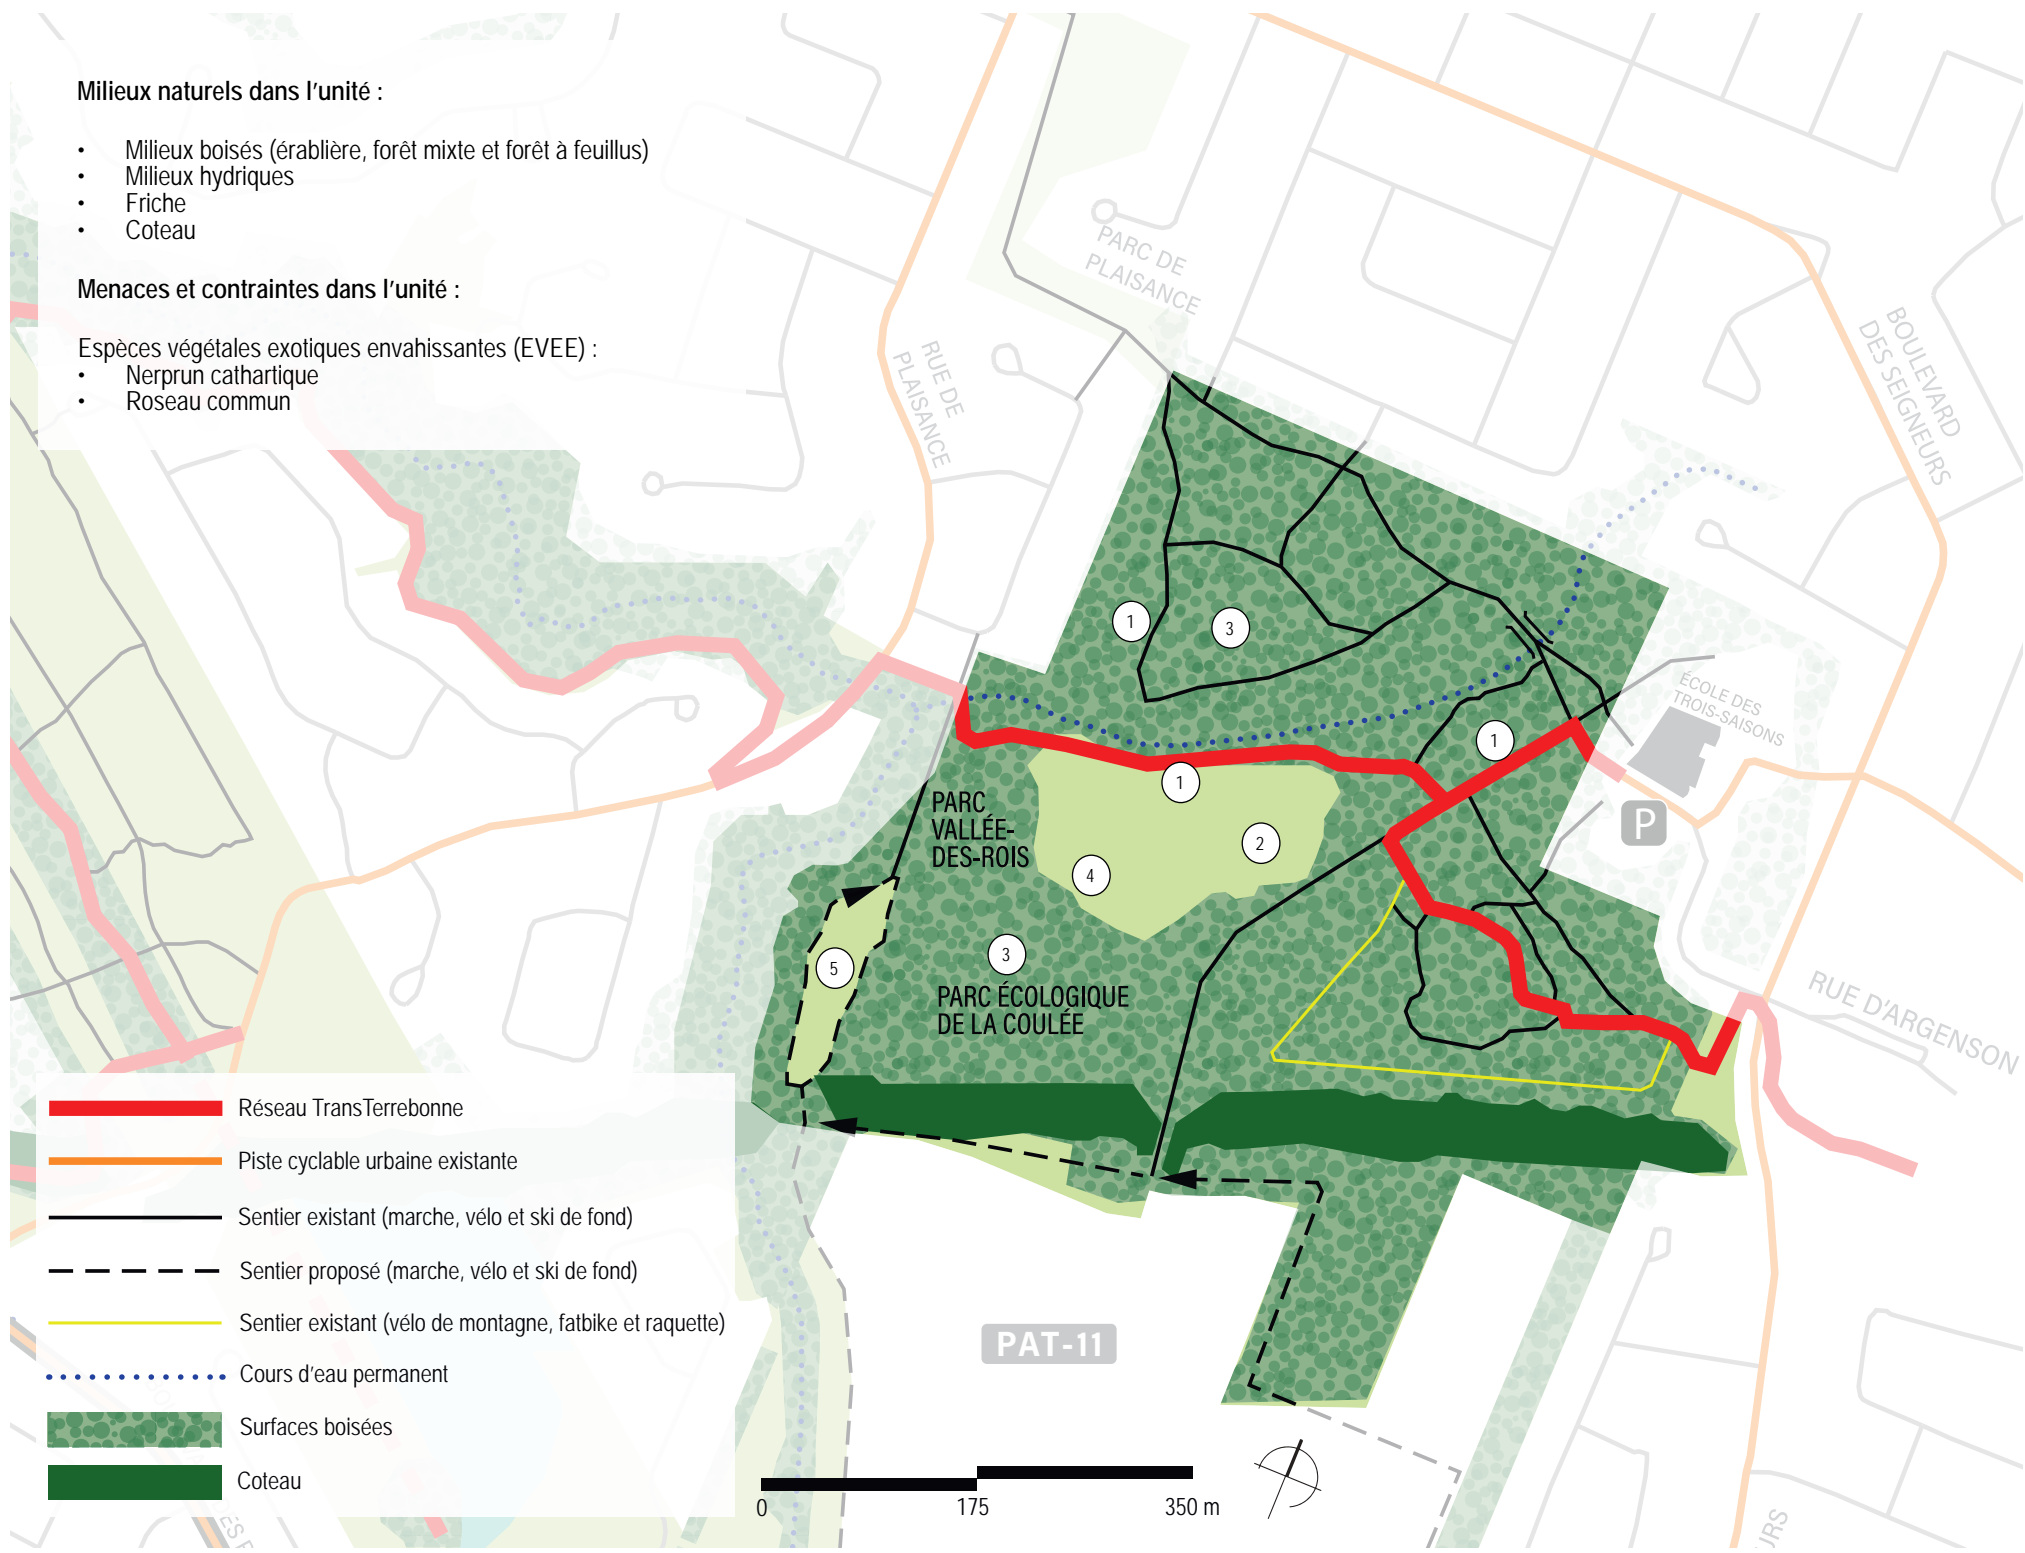 Milieux naturels dans l'unité :
• Milieux boisés (érablière, forêt mixte et forêt à feuillus)
• Milieux hydriques
• Friche
• Coteau
Menaces et contraintes dans l'unité :
Espèces végétales exotiques envahissantes (EVEE) :
• Nerprun cathartique
• Roseau commun
PARC DE
PLAISANCE
RUE DE
PLAISANCE
BOULEVARD
DES SEIGNEURS
ÉCOLE DES
TROIS-SAISONS
P
1
3
1
1
2
4
3
5
PARC
VALLÉE-
DES-ROIS
PARC ÉCOLOGIQUE
DE LA COULÉE
RUE D'ARGENSON
PAT-11
Réseau TransTerrebonne
Piste cyclable urbaine existante
Sentier existant (marche, vélo et ski de fond)
Sentier proposé (marche, vélo et ski de fond)
Sentier existant (vélo de montagne, fatbike et raquette)
Cours d'eau permanent
Surfaces boisées
Coteau
0
175
350 m
URS